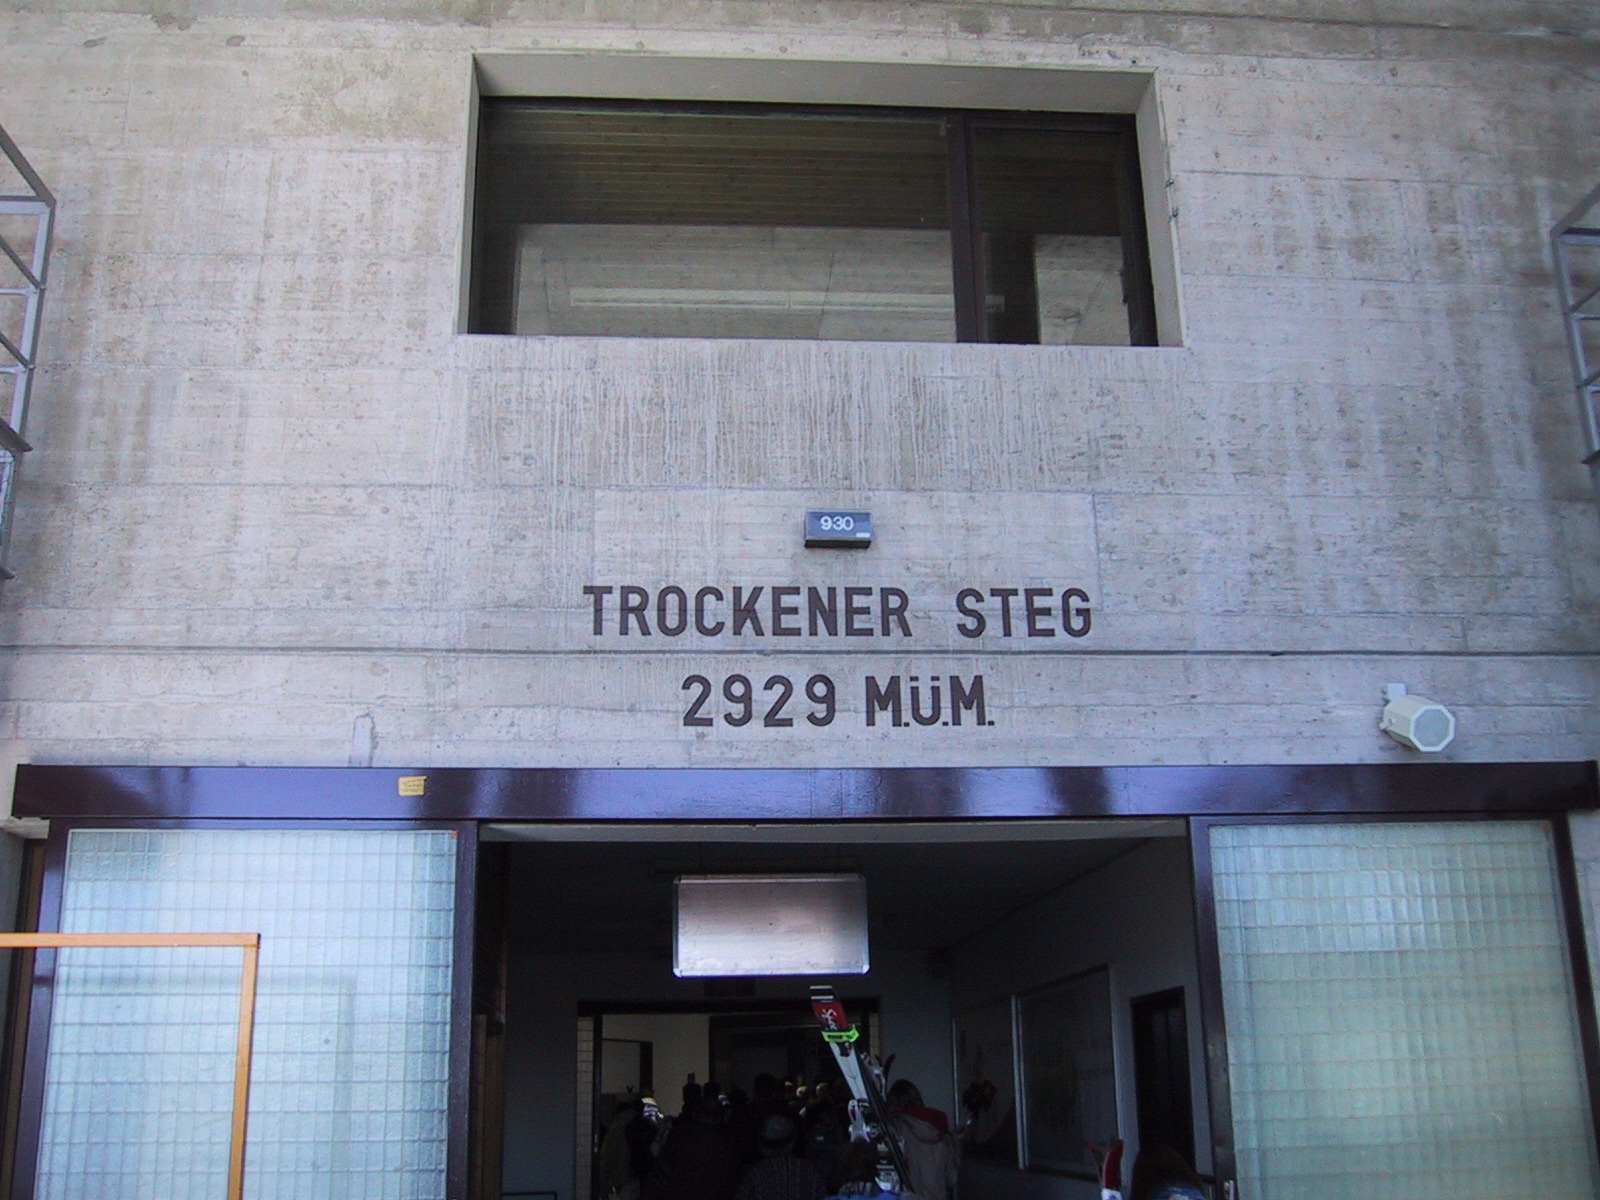 930
TROCKENER STEG
2929 M.Ü.M.